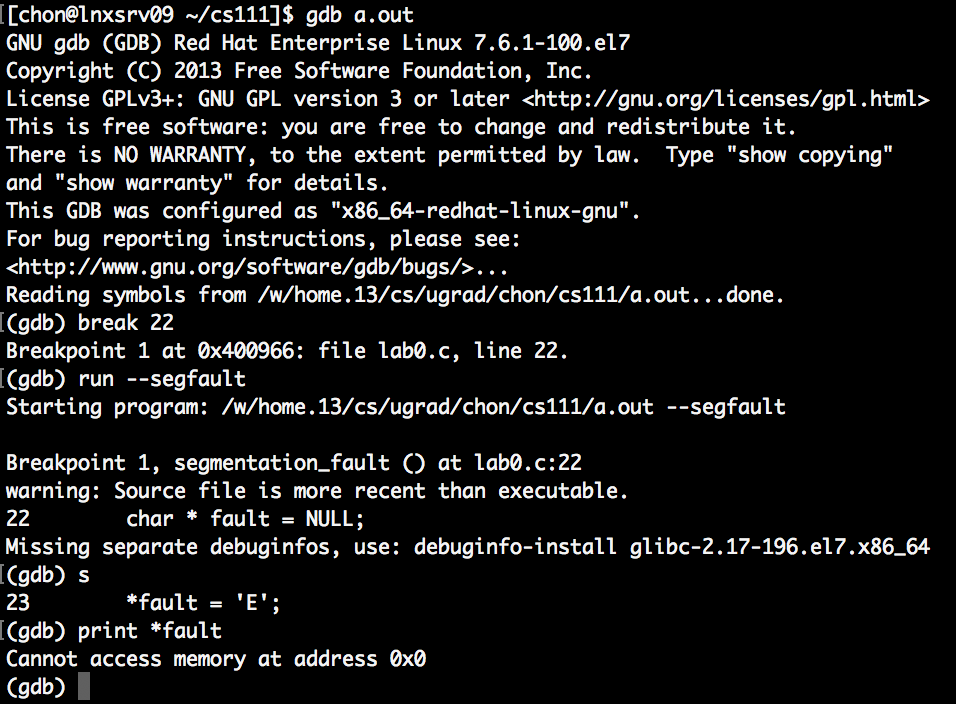 [chon@lnxsrv09 ~/cs111]$ gdb a.out
GNU gdb (GDB) Red Hat Enterprise Linux 7.6.1-100.el7
Copyright (C) 2013 Free Software Foundation, Inc.
License GPLv3+: GNU GPL version 3 or later <http://gnu.org/licenses/gpl.html>
This is free software: you are free to change and redistribute it.
There is NO WARRANTY, to the extent permitted by law.  Type "show copying"
and "show warranty" for details.
This GDB was configured as "x86_64-redhat-linux-gnu".
For bug reporting instructions, please see:
<http://www.gnu.org/software/gdb/bugs/>...
Reading symbols from /w/home.13/cs/ugrad/chon/cs111/a.out...done.
(gdb) break 22
Breakpoint 1 at 0x400966: file lab0.c, line 22.
(gdb) run --segfault
Starting program: /w/home.13/cs/ugrad/chon/cs111/a.out --segfault

Breakpoint 1, segmentation_fault () at lab0.c:22
warning: Source file is more recent than executable.
22        char * fault = NULL;
Missing separate debuginfos, use: debuginfo-install glibc-2.17-196.el7.x86_64
(gdb) s
23        *fault = 'E';
(gdb) print *fault
Cannot access memory at address 0x0
(gdb)